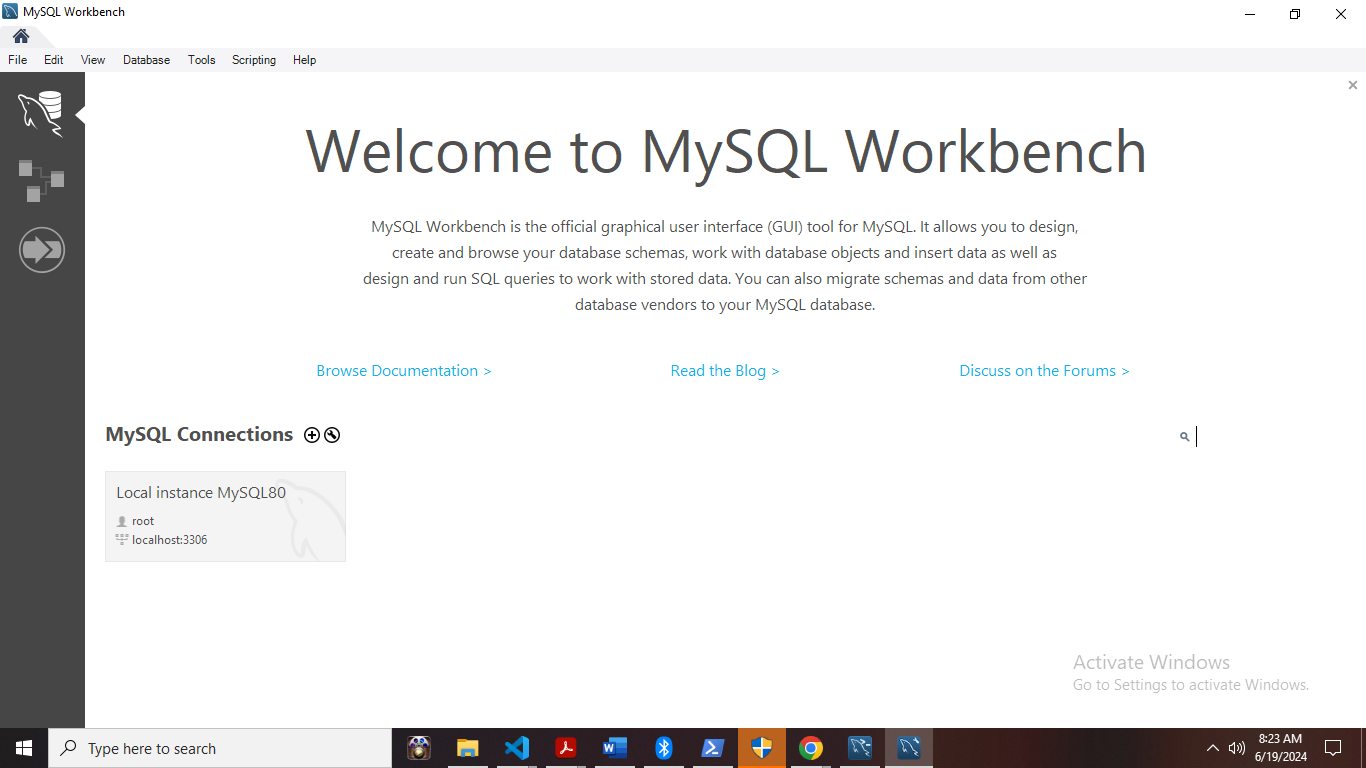 MySQL Workbench
File Edit View Database Tools Scripting Help
Welcome to MySQL Workbench
MySQL Workbench is the official graphical user interface (GUI) tool for MySQL. It allows you to design,
create and browse your database schemas, work with database objects and insert data as well as
design and run SQL queries to work with stored data. You can also migrate schemas and data from other
database vendors to your MySQL database.
Browse Documentation > Read the Blog > Discuss on the Forums >
MySQL Connections
Local instance MySQL80
root
localhost:3306
Activate Windows
Go to Settings to activate Windows.
Type here to search
8:23 AM
6/19/2024